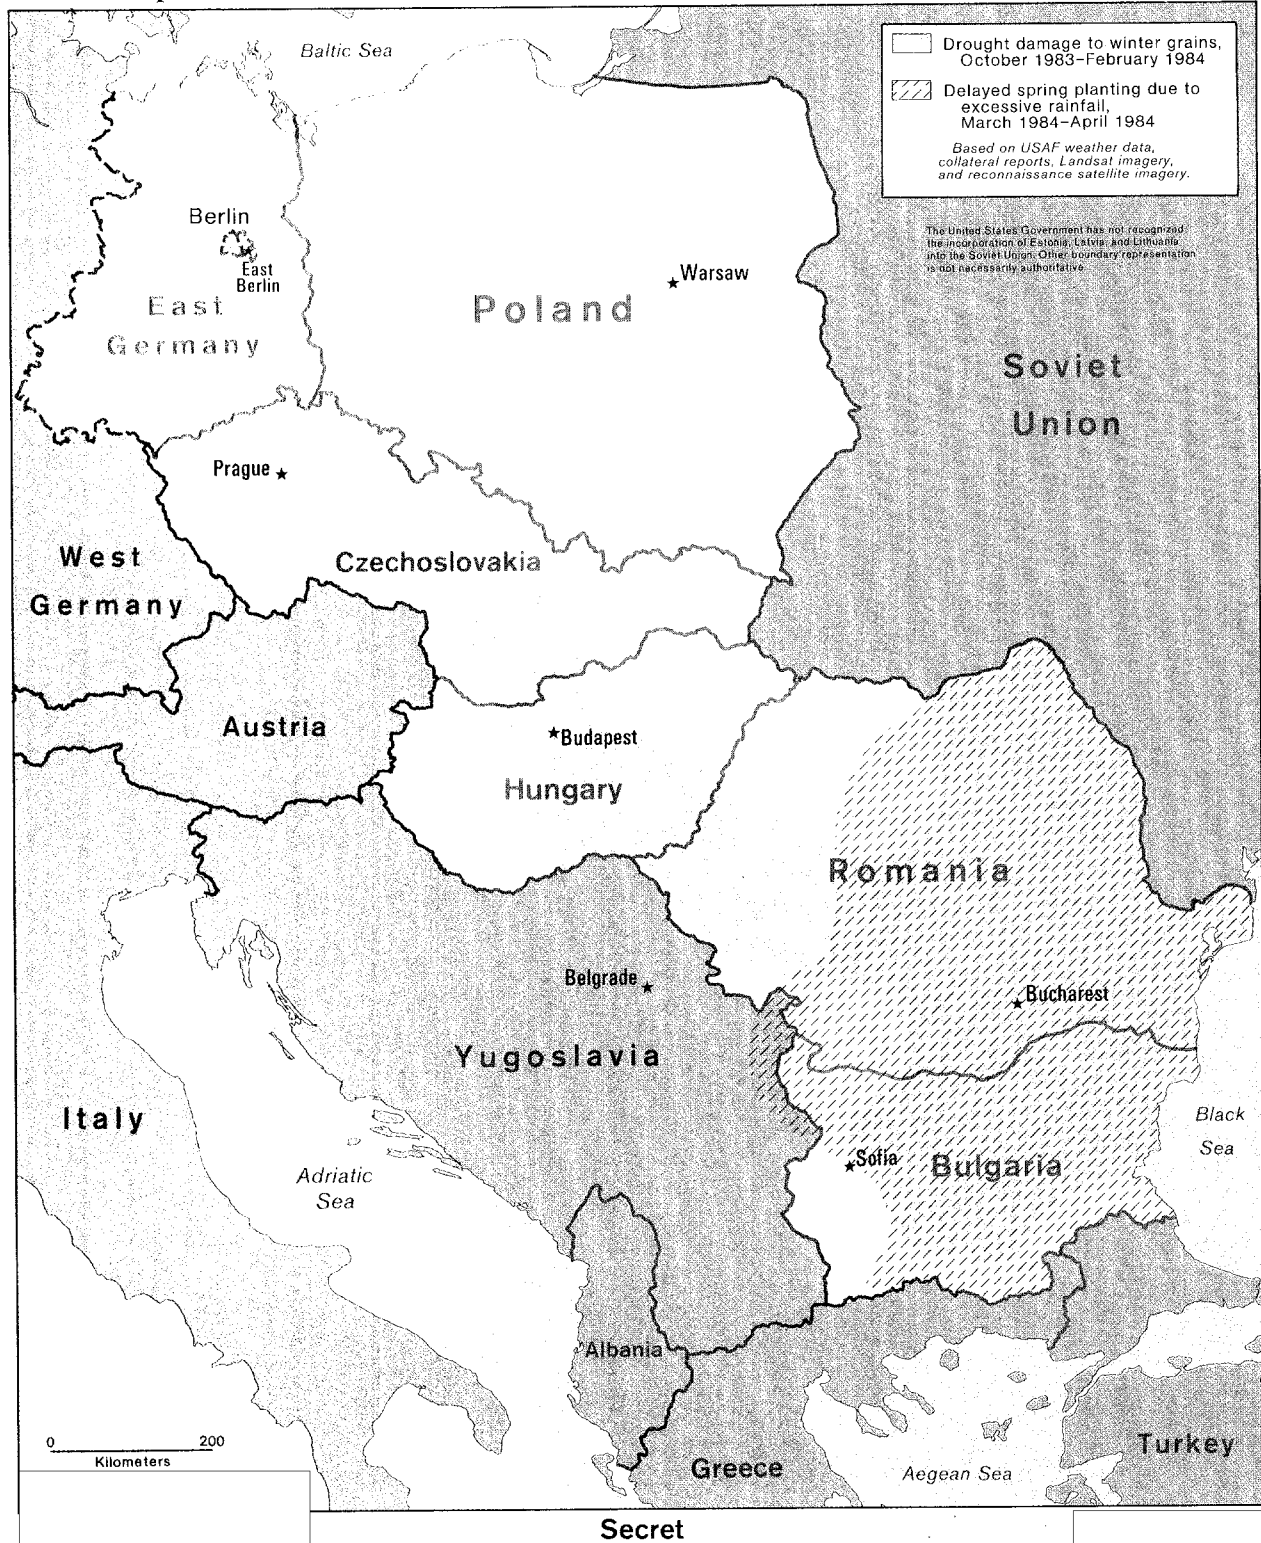 Baltic Sea
Drought damage to winter grains,
October 1983–February 1984
Delayed spring planting due to
excessive rainfall,
March 1984–April 1984
Based on USAF weather data,
collateral reports, Landsat imagery,
and reconnaissance satellite imagery.
The United States Government has not recognized
the incorporation of Estonia, Latvia, and Lithuania
into the Soviet Union. Other boundary representation
is not necessarily authoritative
Berlin
East
Berlin
East
Germany
Poland
Warsaw
Soviet
Union
Prague
Czechoslovakia
West
Germany
Austria
Budapest
Hungary
Romania
Bucharest
Belgrade
Yugoslavia
Italy
Adriatic
Sea
Black
Sea
Sofia
Bulgaria
Albania
Greece
Aegean Sea
Turkey
0 200
Kilometers
Secret